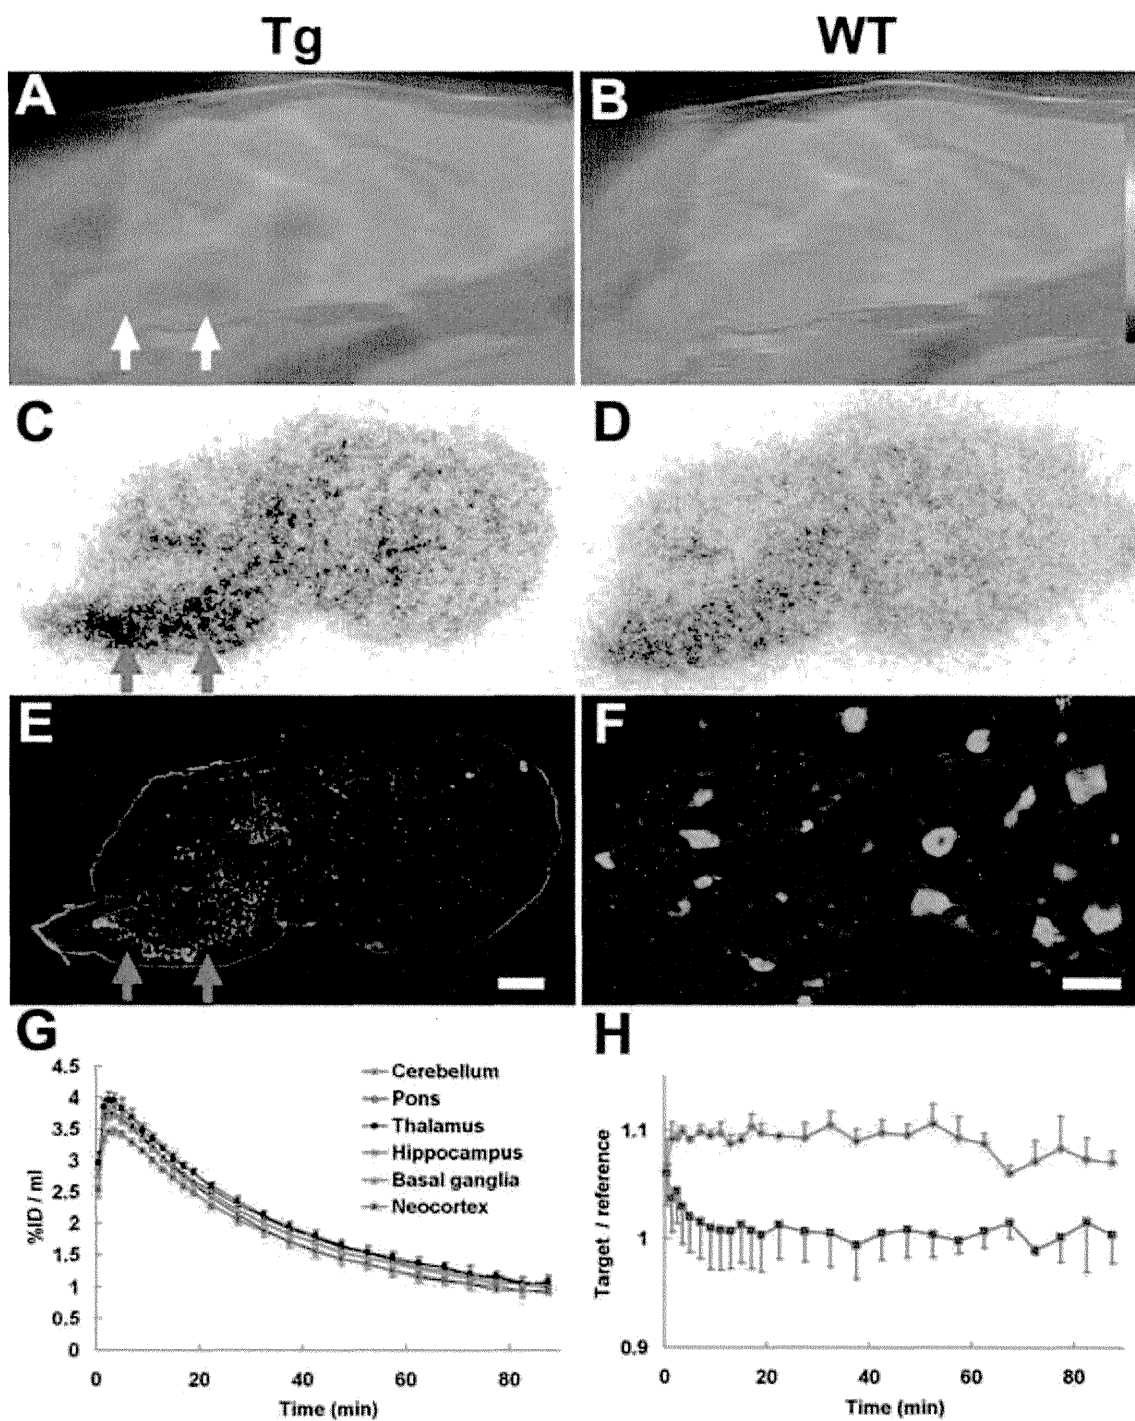 Tg
WT
A
B
C
D
E
F
G
H
4.5
4
3.5
3
2.5
2
1.5
1
0.5
0
%ID / ml
Cerebellum
Pons
Thalamus
Hippocampus
Basal ganglia
Neocortex
0
20
40
60
80
Time (min)
1.1
1
0.9
Target / reference
0
20
40
60
80
Time (min)